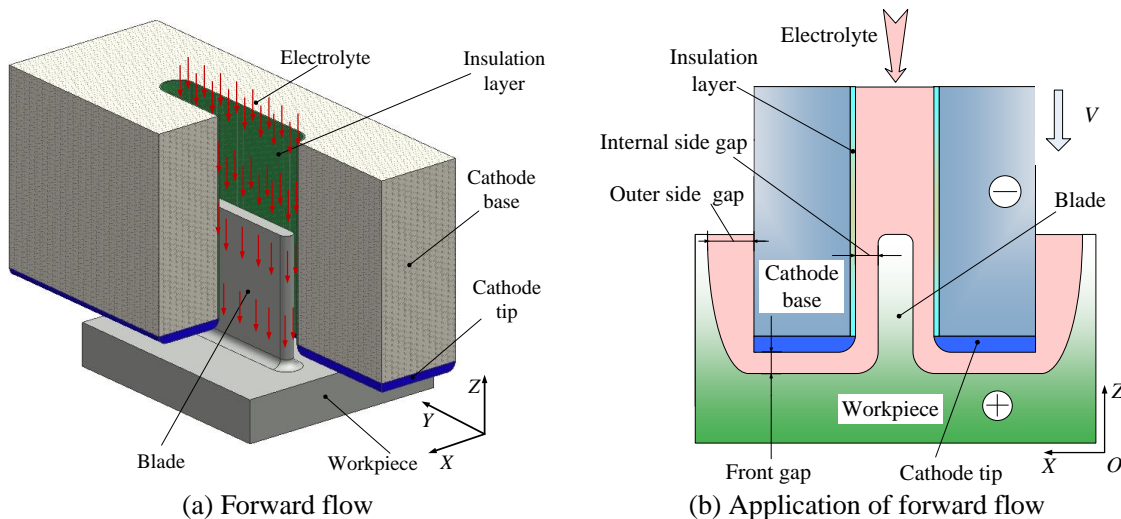 Electrolyte
Insulation
layer
Cathode
base
Cathode
tip
Z
Y
X
Blade
Workpiece
(a) Forward flow
Electrolyte
Insulation
layer
Internal side gap
Outer side gap
V
−
Blade
Cathode
base
Workpiece
+
Z
X
O
Front gap
Cathode tip
(b) Application of forward flow